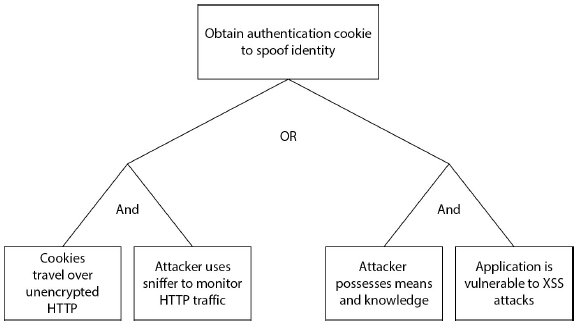 Obtain authentication cookie
to spoof identity
OR
And
And
Cookies
travel over
unencrypted
HTTP
Attacker uses
sniffer to monitor
HTTP traffic
Attacker
possesses means
and knowledge
Application is
vulnerable to XSS
attacks